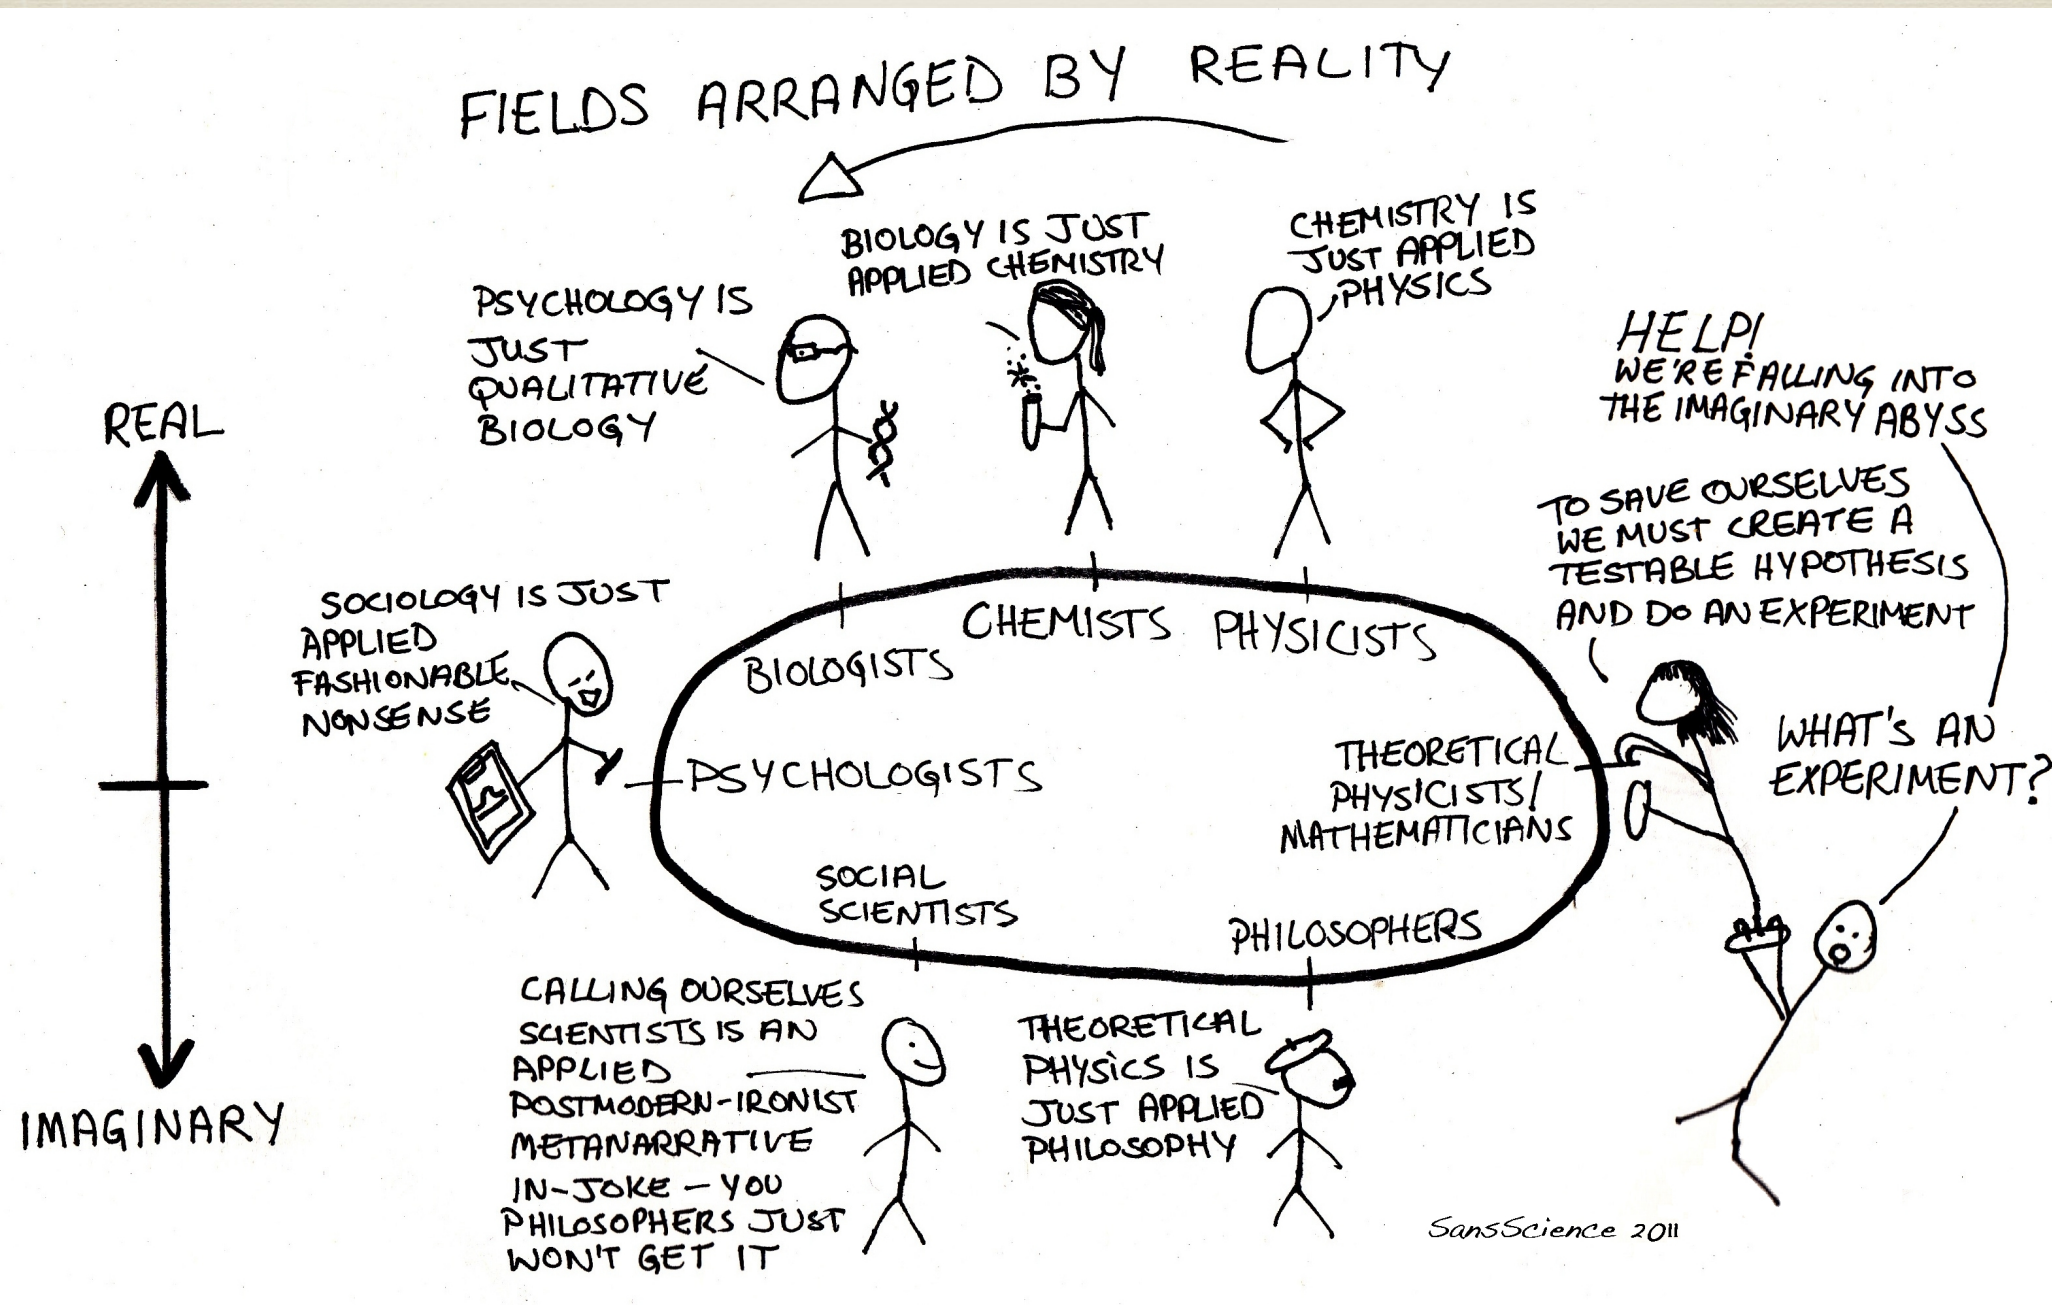 FIELDS ARRANGED BY REALITY
PSYCHOLOGY IS
JUST
QUALITATIVE
BIOLOGY
BIOLOGY IS JUST
APPLIED CHEMISTRY
CHEMISTRY IS
JUST APPLIED
PHYSICS
HELP!
WE'RE FALLING INTO
THE IMAGINARY ABYSS
TO SAVE OURSELVES
WE MUST CREATE A
TESTABLE HYPOTHESIS
AND DO AN EXPERIMENT
WHAT'S AN
EXPERIMENT?
REAL
IMAGINARY
SOCIOLOGY IS JUST
APPLIED
FASHIONABLE
NONSENSE
BIOLOGISTS
CHEMISTS
PHYSICISTS
PSYCHOLOGISTS
THEORETICAL
PHYSICISTS/
MATHEMATICIANS
SOCIAL
SCIENTISTS
PHILOSOPHERS
CALLING OURSELVES
SCIENTISTS IS AN
APPLIED
POSTMODERN-IRONIST
METANARRATIVE
IN-JOKE - YOU
PHILOSOPHERS JUST
WON'T GET IT
THEORETICAL
PHYSICS IS
JUST APPLIED
PHILOSOPHY
SansScience 2011